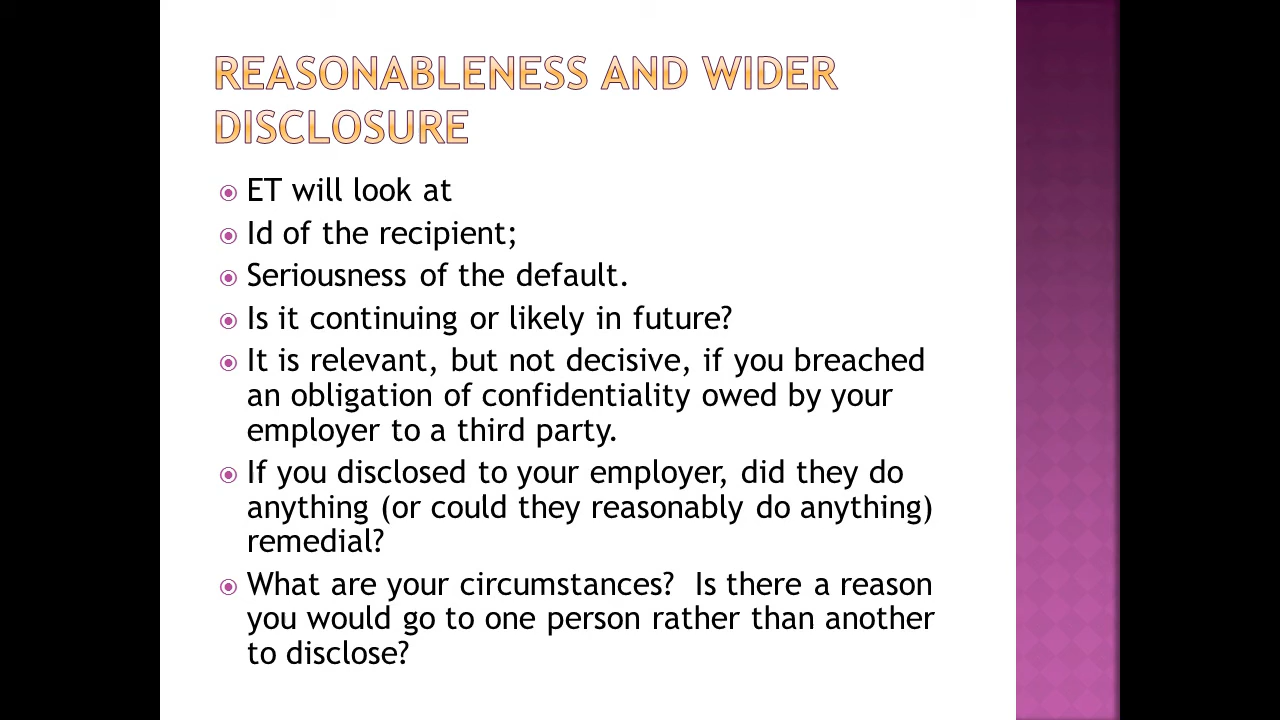 REASONABLENESS AND WIDER
DISCLOSURE
ET will look at
Id of the recipient;
Seriousness of the default.
Is it continuing or likely in future?
It is relevant, but not decisive, if you breached
an obligation of confidentiality owed by your
employer to a third party.
If you disclosed to your employer, did they do
anything (or could they reasonably do anything)
remedial?
What are your circumstances?  Is there a reason
you would go to one person rather than another
to disclose?